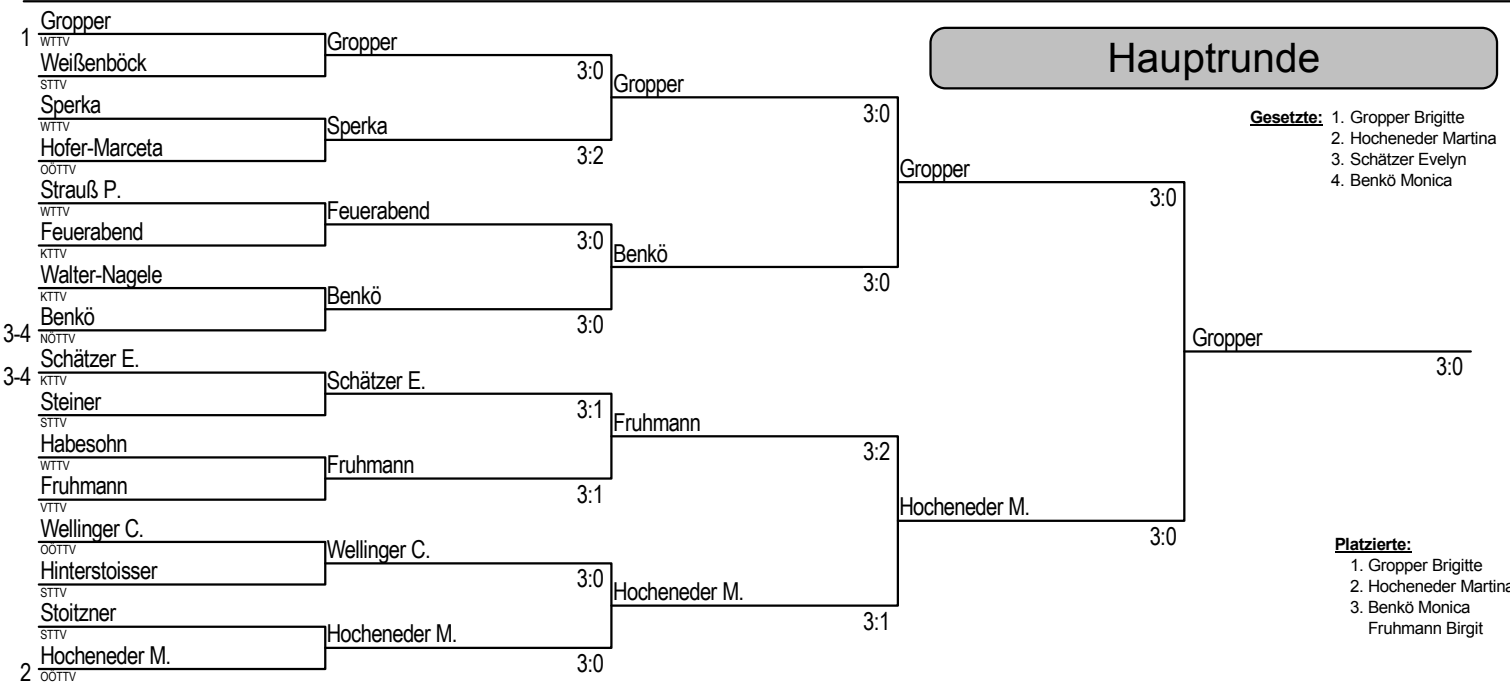 Hauptrunde
Gesetzte: 1. Gropper Brigitte
2. Hocheneder Martina
3. Schätzer Evelyn
4. Benkö Monica
1
Gropper
WTTV
Weißenböck
STTV
Sperka
WTTV
Hofer-Marceta
OÖTTV
Strauß P.
WTTV
Feuerabend
KTTV
Walter-Nagele
KTTV
Benkö
3-4 NÖTTV
Schätzer E.
3-4 KTTV
Steiner
STTV
Habesohn
WTTV
Fruhmann
VTTV
Wellinger C.
OÖTTV
Hinterstoisser
STTV
Stoitzner
STTV
Hocheneder M.
2 OÖTTV
Gropper
3:0
Sperka
3:2
Feuerabend
3:0
Benkö
3:0
Schätzer E.
3:1
Fruhmann
3:1
Wellinger C.
3:0
Hocheneder M.
3:0
Gropper
3:0
Benkö
3:0
Fruhmann
3:2
Hocheneder M.
3:1
Gropper
3:0
Hocheneder M.
3:0
Gropper
3:0
Platzierte:
1. Gropper Brigitte
2. Hocheneder Martina
3. Benkö Monica
Fruhmann Birgit